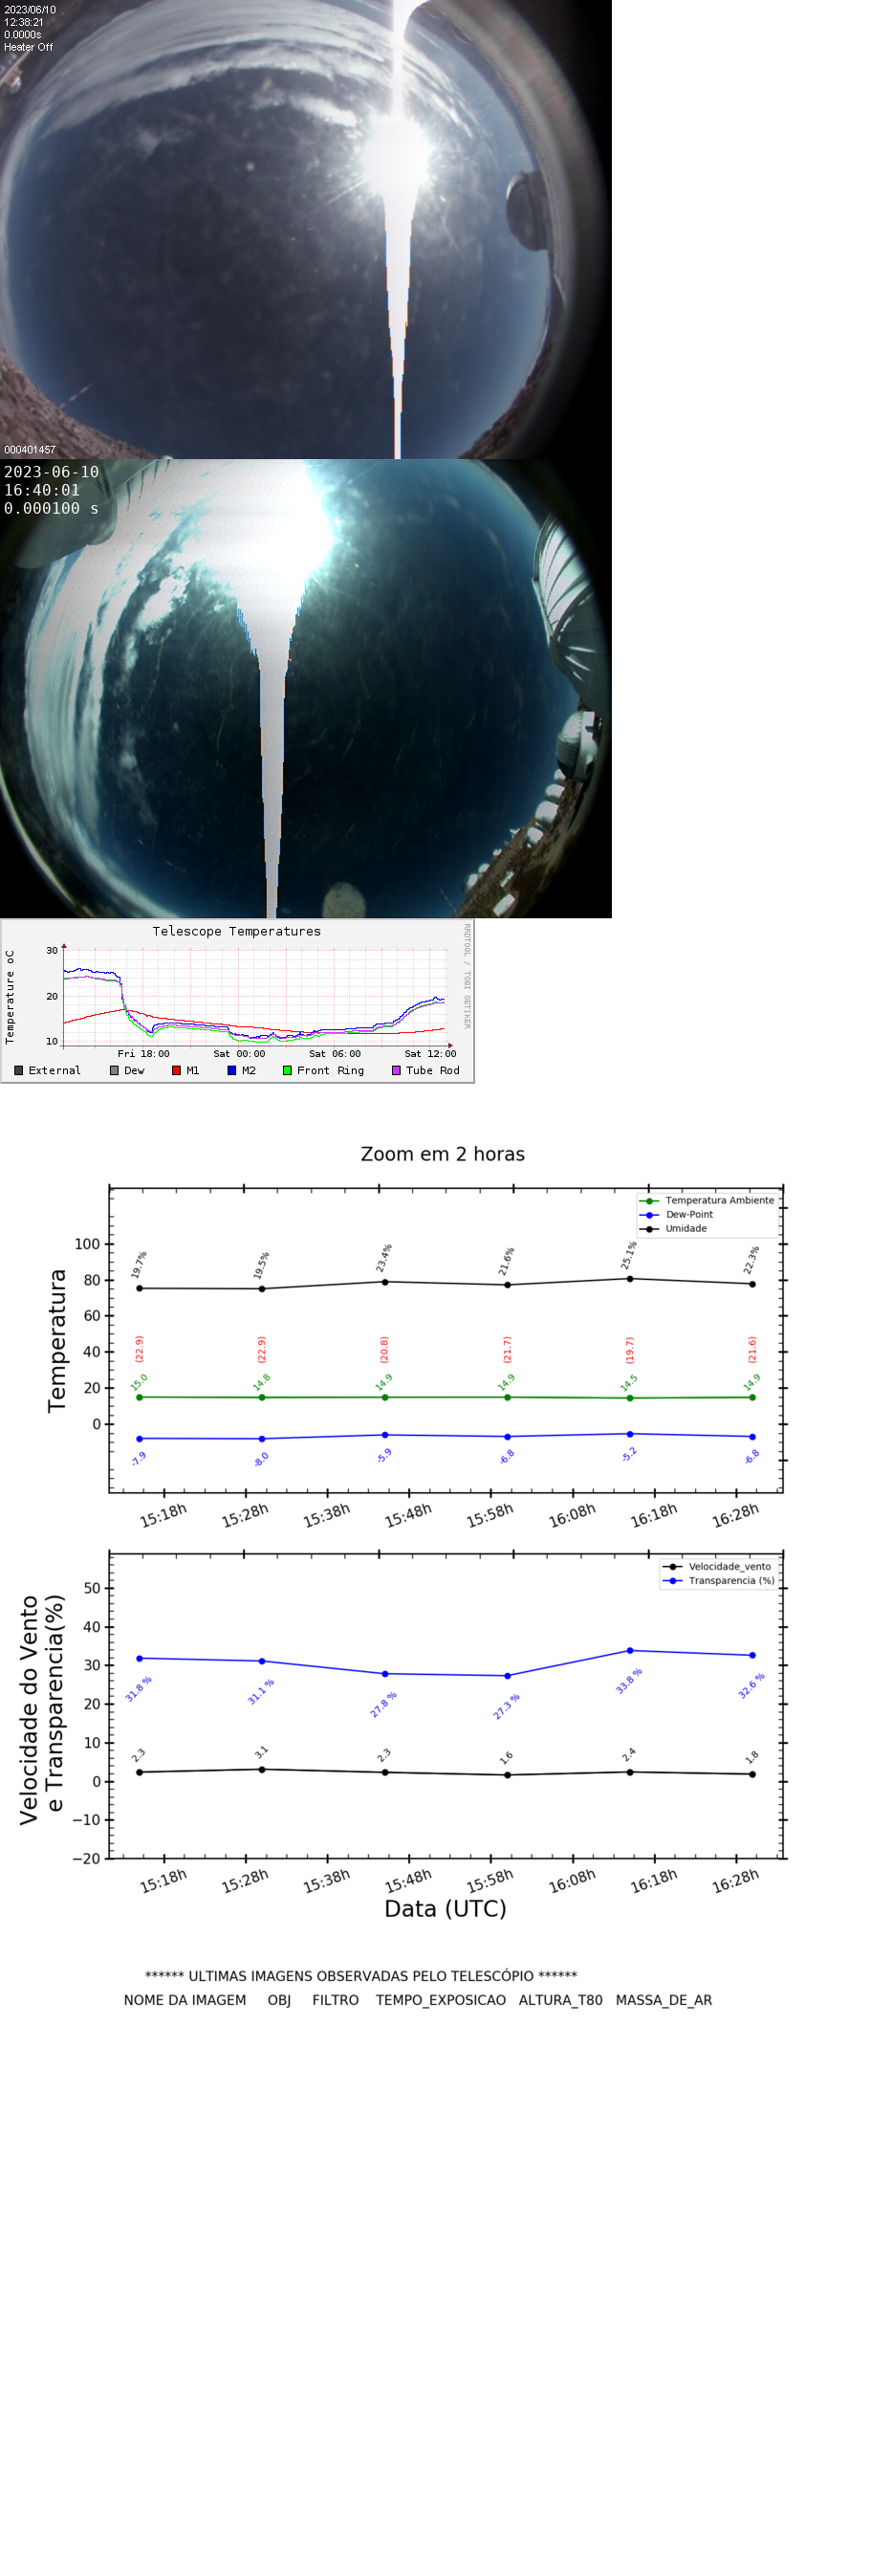 2023/06/10
12:38:21
0.0000s
Heater Off
000401457
2023-06-10
16:40:01
0.000100 s
Telescope Temperatures
RRDTOOL / TOBI OETIKER
Temperature oC
30
20
10
Fri 18:00 Sat 00:00 Sat 06:00 Sat 12:00
External Dew M1 M2 Front Ring Tube Rod
Zoom em 2 horas
Temperatura Ambiente
Dew-Point
Umidade
Temperatura
100
80
60
40
20
0
19.7% 19.5% 23.4% 21.6% 25.1% 22.3%
(22.9) (22.9) (20.8) (21.7) (19.7) (21.6)
15.0 14.8 14.9 14.9 14.5 14.9
-7.9 -8.0 -5.9 -6.8 -5.2 -6.8
15:18h 15:28h 15:38h 15:48h 15:58h 16:08h 16:18h 16:28h
Velocidade_vento
Transparencia (%)
Velocidade do Vento
e Transparencia(%)
50
40
30
20
10
0
−10
−20
31.8 % 31.1 % 27.8 % 27.3 % 33.8 % 32.6 %
2.3 3.1 2.3 1.6 2.4 1.8
15:18h 15:28h 15:38h 15:48h 15:58h 16:08h 16:18h 16:28h
Data (UTC)
****** ULTIMAS IMAGENS OBSERVADAS PELO TELESCÓPIO ******
NOME DA IMAGEM OBJ FILTRO TEMPO_EXPOSICAO ALTURA_T80 MASSA_DE_AR